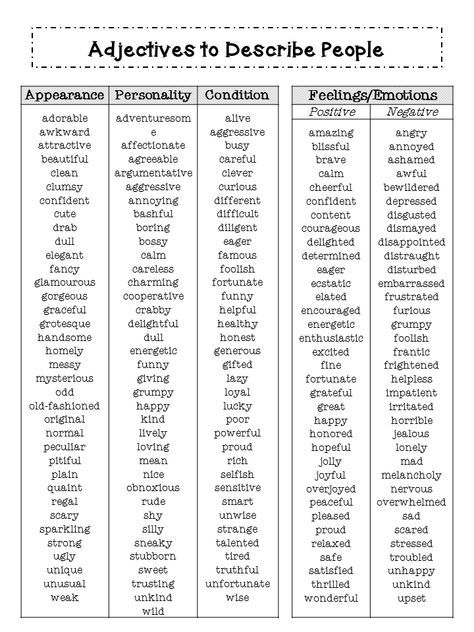 Adjectives to Describe People
Appearance
adorable
awkward
attractive
beautiful
clean
clumsy
confident
cute
drab
dull
elegant
fancy
glamourous
gorgeous
graceful
grotesque
handsome
homely
messy
mysterious
odd
old-fashioned
original
normal
peculiar
pitiful
plain
quaint
regal
scary
sparkling
strong
ugly
unique
unusual
weak
Personality
adventuresom
e
affectionate
agreeable
argumentative
aggressive
annoying
bashful
boring
bossy
calm
careless
charming
cooperative
crabby
delightful
dull
energetic
funny
giving
grumpy
happy
kind
lively
loving
mean
nice
obnoxious
rude
shy
silly
sneaky
stubborn
sweet
trusting
unkind
wild
Condition
alive
aggressive
busy
careful
clever
curious
different
difficult
diligent
eager
famous
foolish
fortunate
funny
helpful
healthy
honest
generous
gifted
lazy
loyal
lucky
poor
powerful
proud
rich
selfish
sensitive
smart
unwise
strange
talented
tired
truthful
unfortunate
wise
Feelings/Emotions
Positive
amazing
blissful
brave
calm
cheerful
confident
content
courageous
delighted
determined
eager
ecstatic
elated
encouraged
energetic
enthusiastic
excited
fine
fortunate
grateful
great
happy
honored
hopeful
jolly
joyful
overjoyed
peaceful
pleased
proud
relaxed
safe
satisfied
thrilled
wonderful
Negative
angry
annoyed
ashamed
awful
bewildered
depressed
disgusted
dismayed
disappointed
distraught
disturbed
embarrassed
frustrated
furious
grumpy
foolish
frantic
frightened
helpless
impatient
irritated
horrible
jealous
lonely
mad
melancholy
nervous
overwhelmed
sad
scared
stressed
troubled
unhappy
unkind
upset